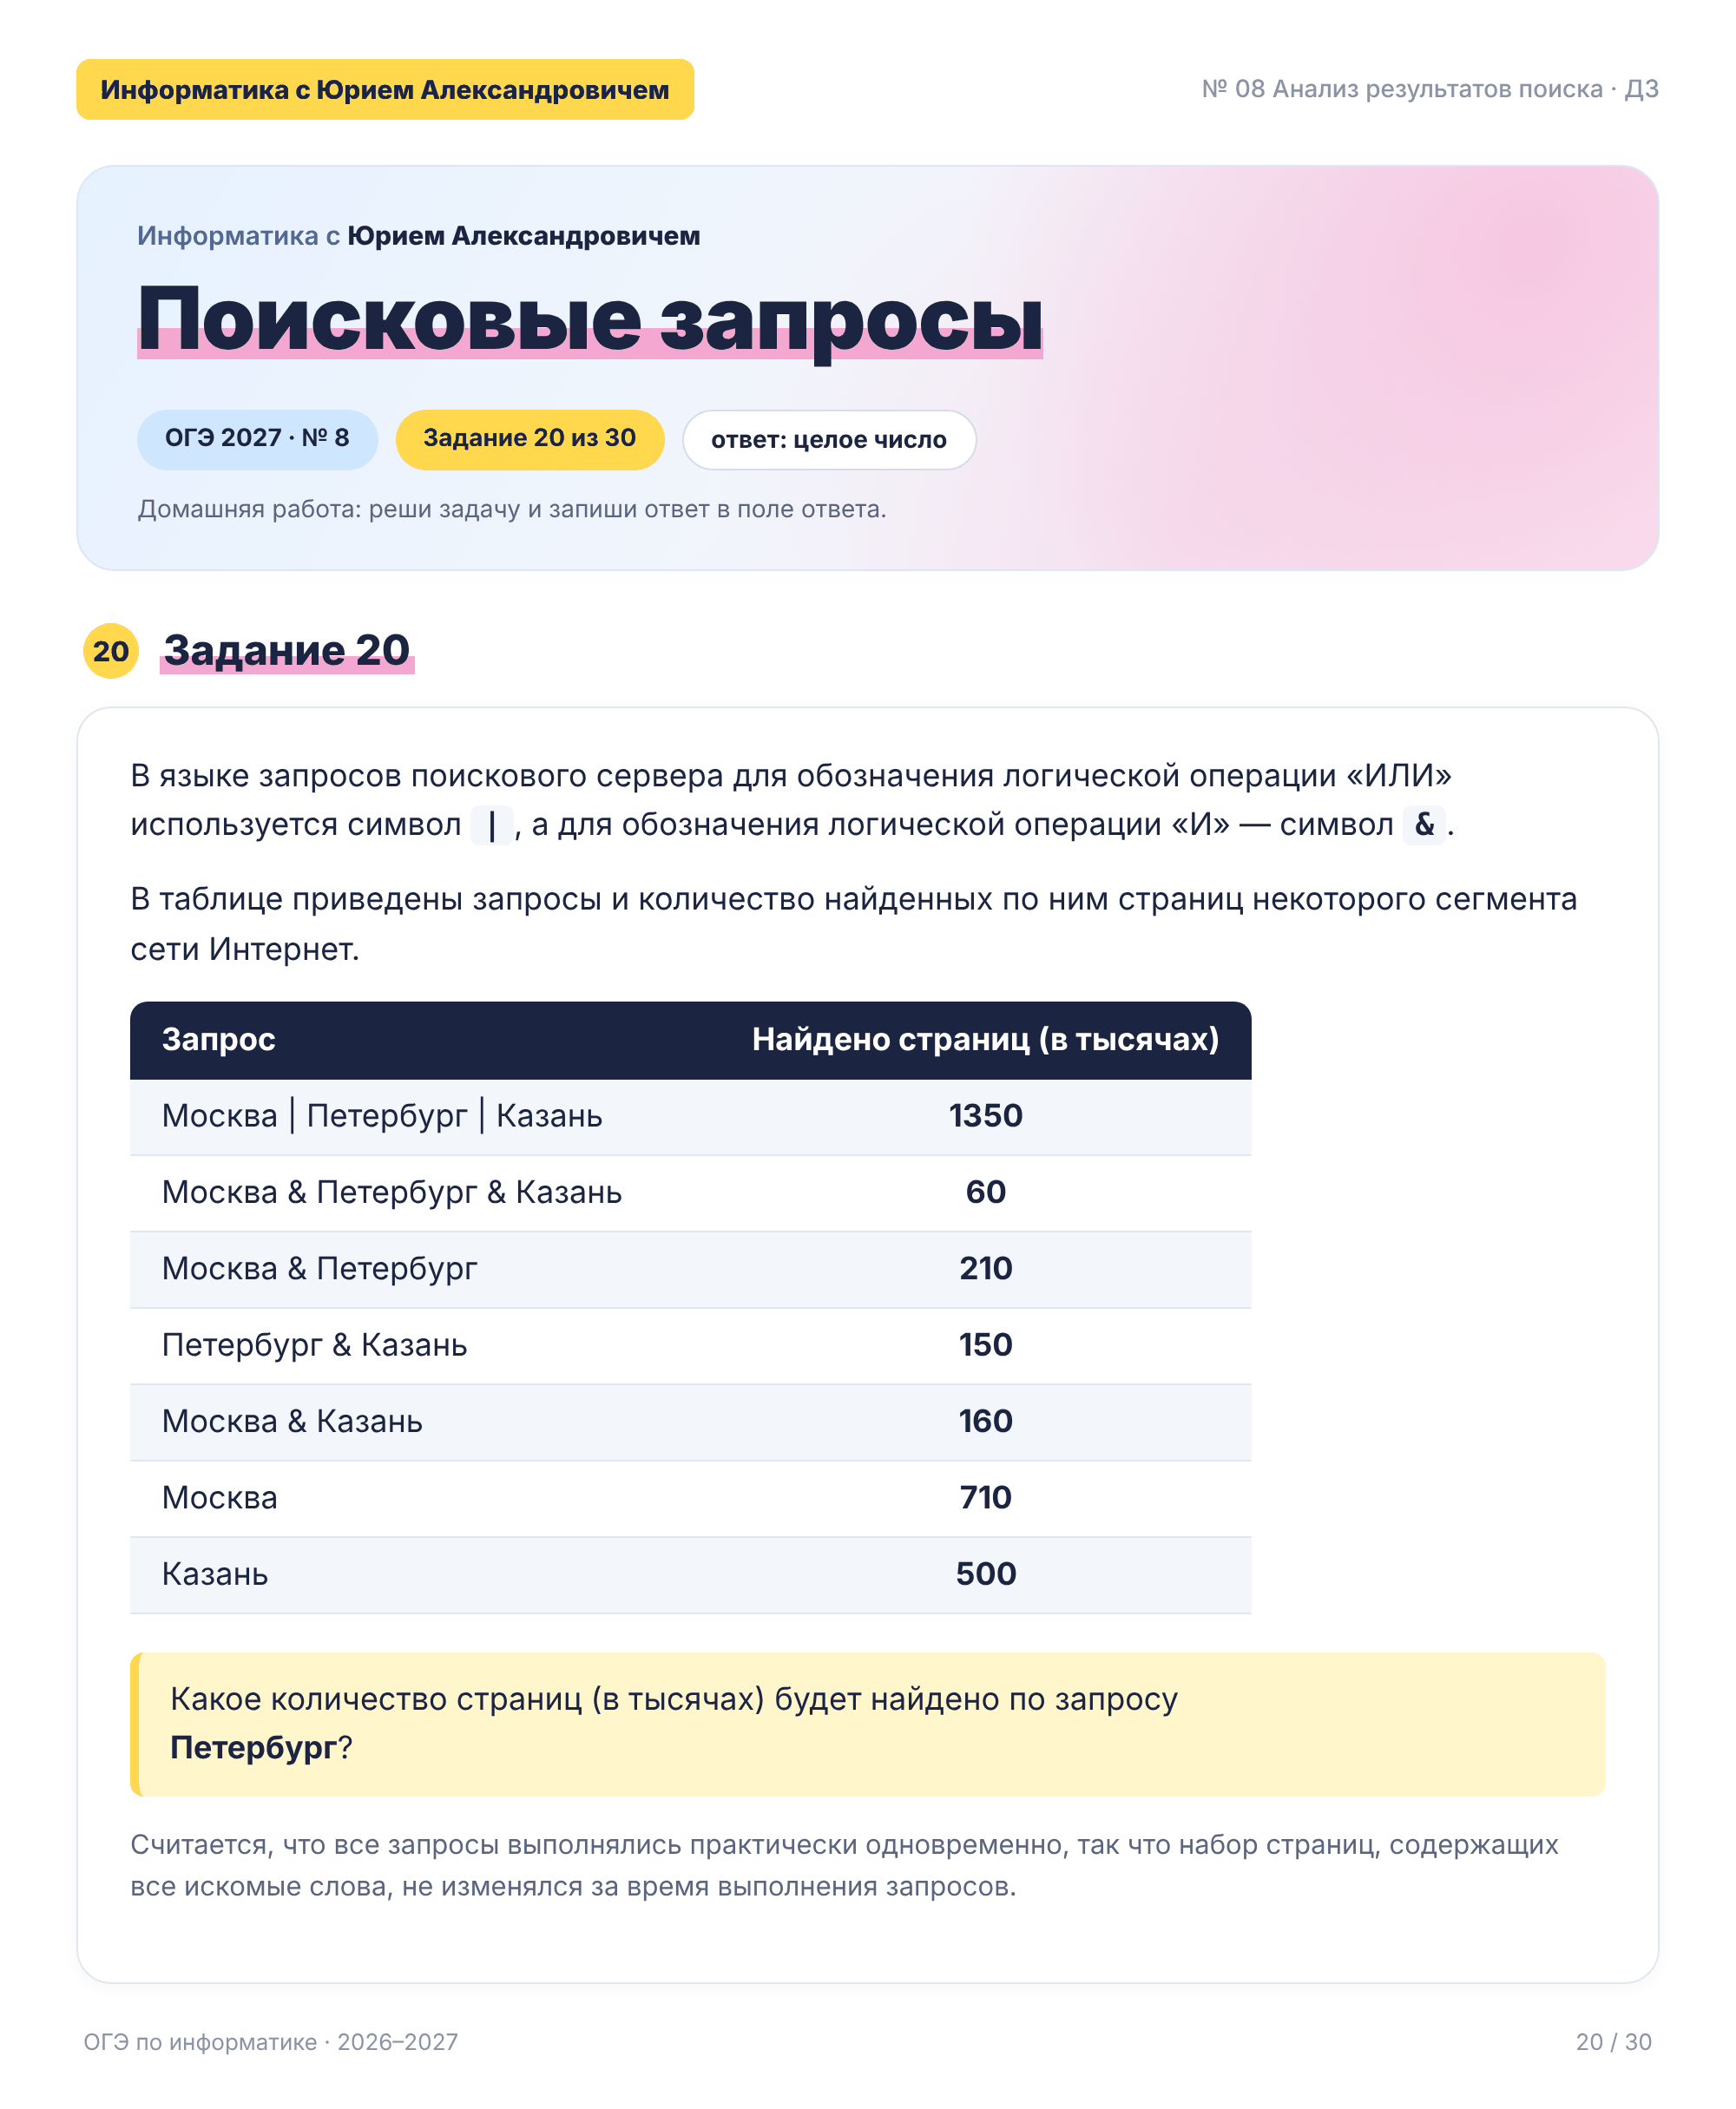 Информатика с Юрием Александровичем
№ 08 Анализ результатов поиска · ДЗ
Информатика с Юрием Александровичем
Поисковые запросы
ОГЭ 2027 · № 8
Задание 20 из 30
ответ: целое число
Домашняя работа: реши задачу и запиши ответ в поле ответа.
20 Задание 20
В языке запросов поискового сервера для обозначения логической операции «ИЛИ»
используется символ |, а для обозначения логической операции «И» — символ &.
В таблице приведены запросы и количество найденных по ним страниц некоторого сегмента
сети Интернет.
Запрос Найдено страниц (в тысячах)
Москва | Петербург | Казань 1350
Москва & Петербург & Казань 60
Москва & Петербург 210
Петербург & Казань 150
Москва & Казань 160
Москва 710
Казань 500
Какое количество страниц (в тысячах) будет найдено по запросу
Петербург?
Считается, что все запросы выполнялись практически одновременно, так что набор страниц, содержащих
все искомые слова, не изменялся за время выполнения запросов.
ОГЭ по информатике · 2026–2027
20 / 30